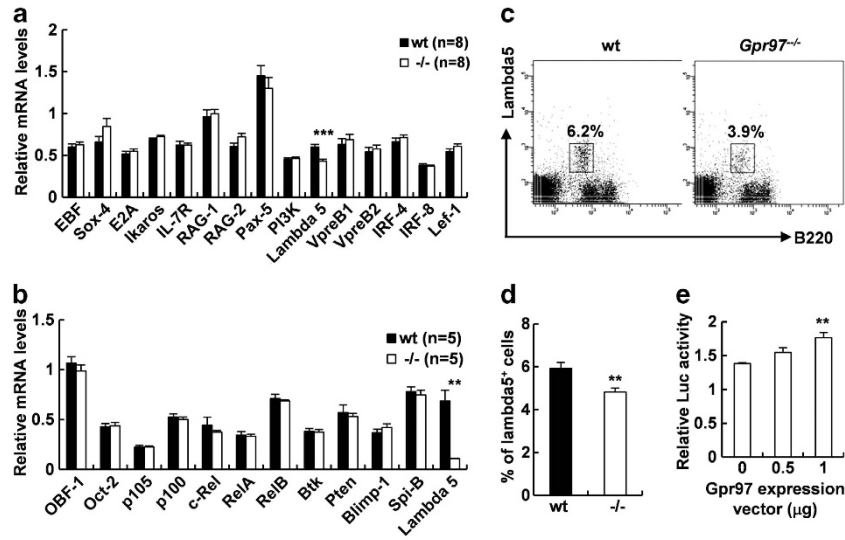 a
Relative mRNA levels
2
1.5
1
0.5
0
wt (n=8)
-/- (n=8)
***
EBF
Sox-4
E2A
Ikaros
IL-7R
RAG-1
RAG-2
Pax-5
PI3K
Lambda 5
VpreB1
VpreB2
IRF-4
IRF-8
Lef-1
b
Relative mRNA levels
1.5
1
0.5
0
wt (n=5)
-/- (n=5)
**
OBF-1
Oct-2
p105
p100
c-Rel
RelA
RelB
Btk
Pten
Blimp-1
Spi-B
Lambda 5
c
wt
Gpr97--/-
Lambda5
6.2%
3.9%
B220
d
% of lambda5+ cells
8
6
4
2
0
**
wt
-/-
e
Relative Luc activity
2
1.5
1
0.5
0
**
0 0.5 1
Gpr97 expression
vector (μg)